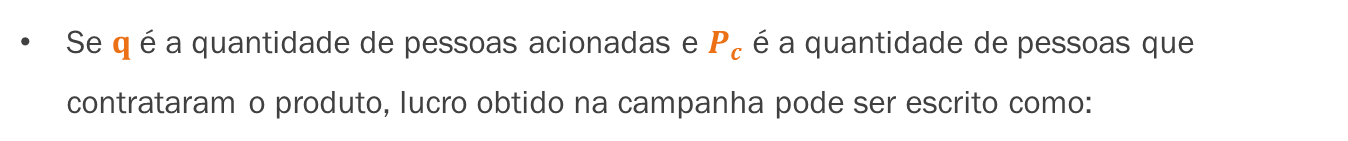 • Se q é a quantidade de pessoas acionadas e P_c é a quantidade de pessoas que
contrataram o produto, lucro obtido na campanha pode ser escrito como: